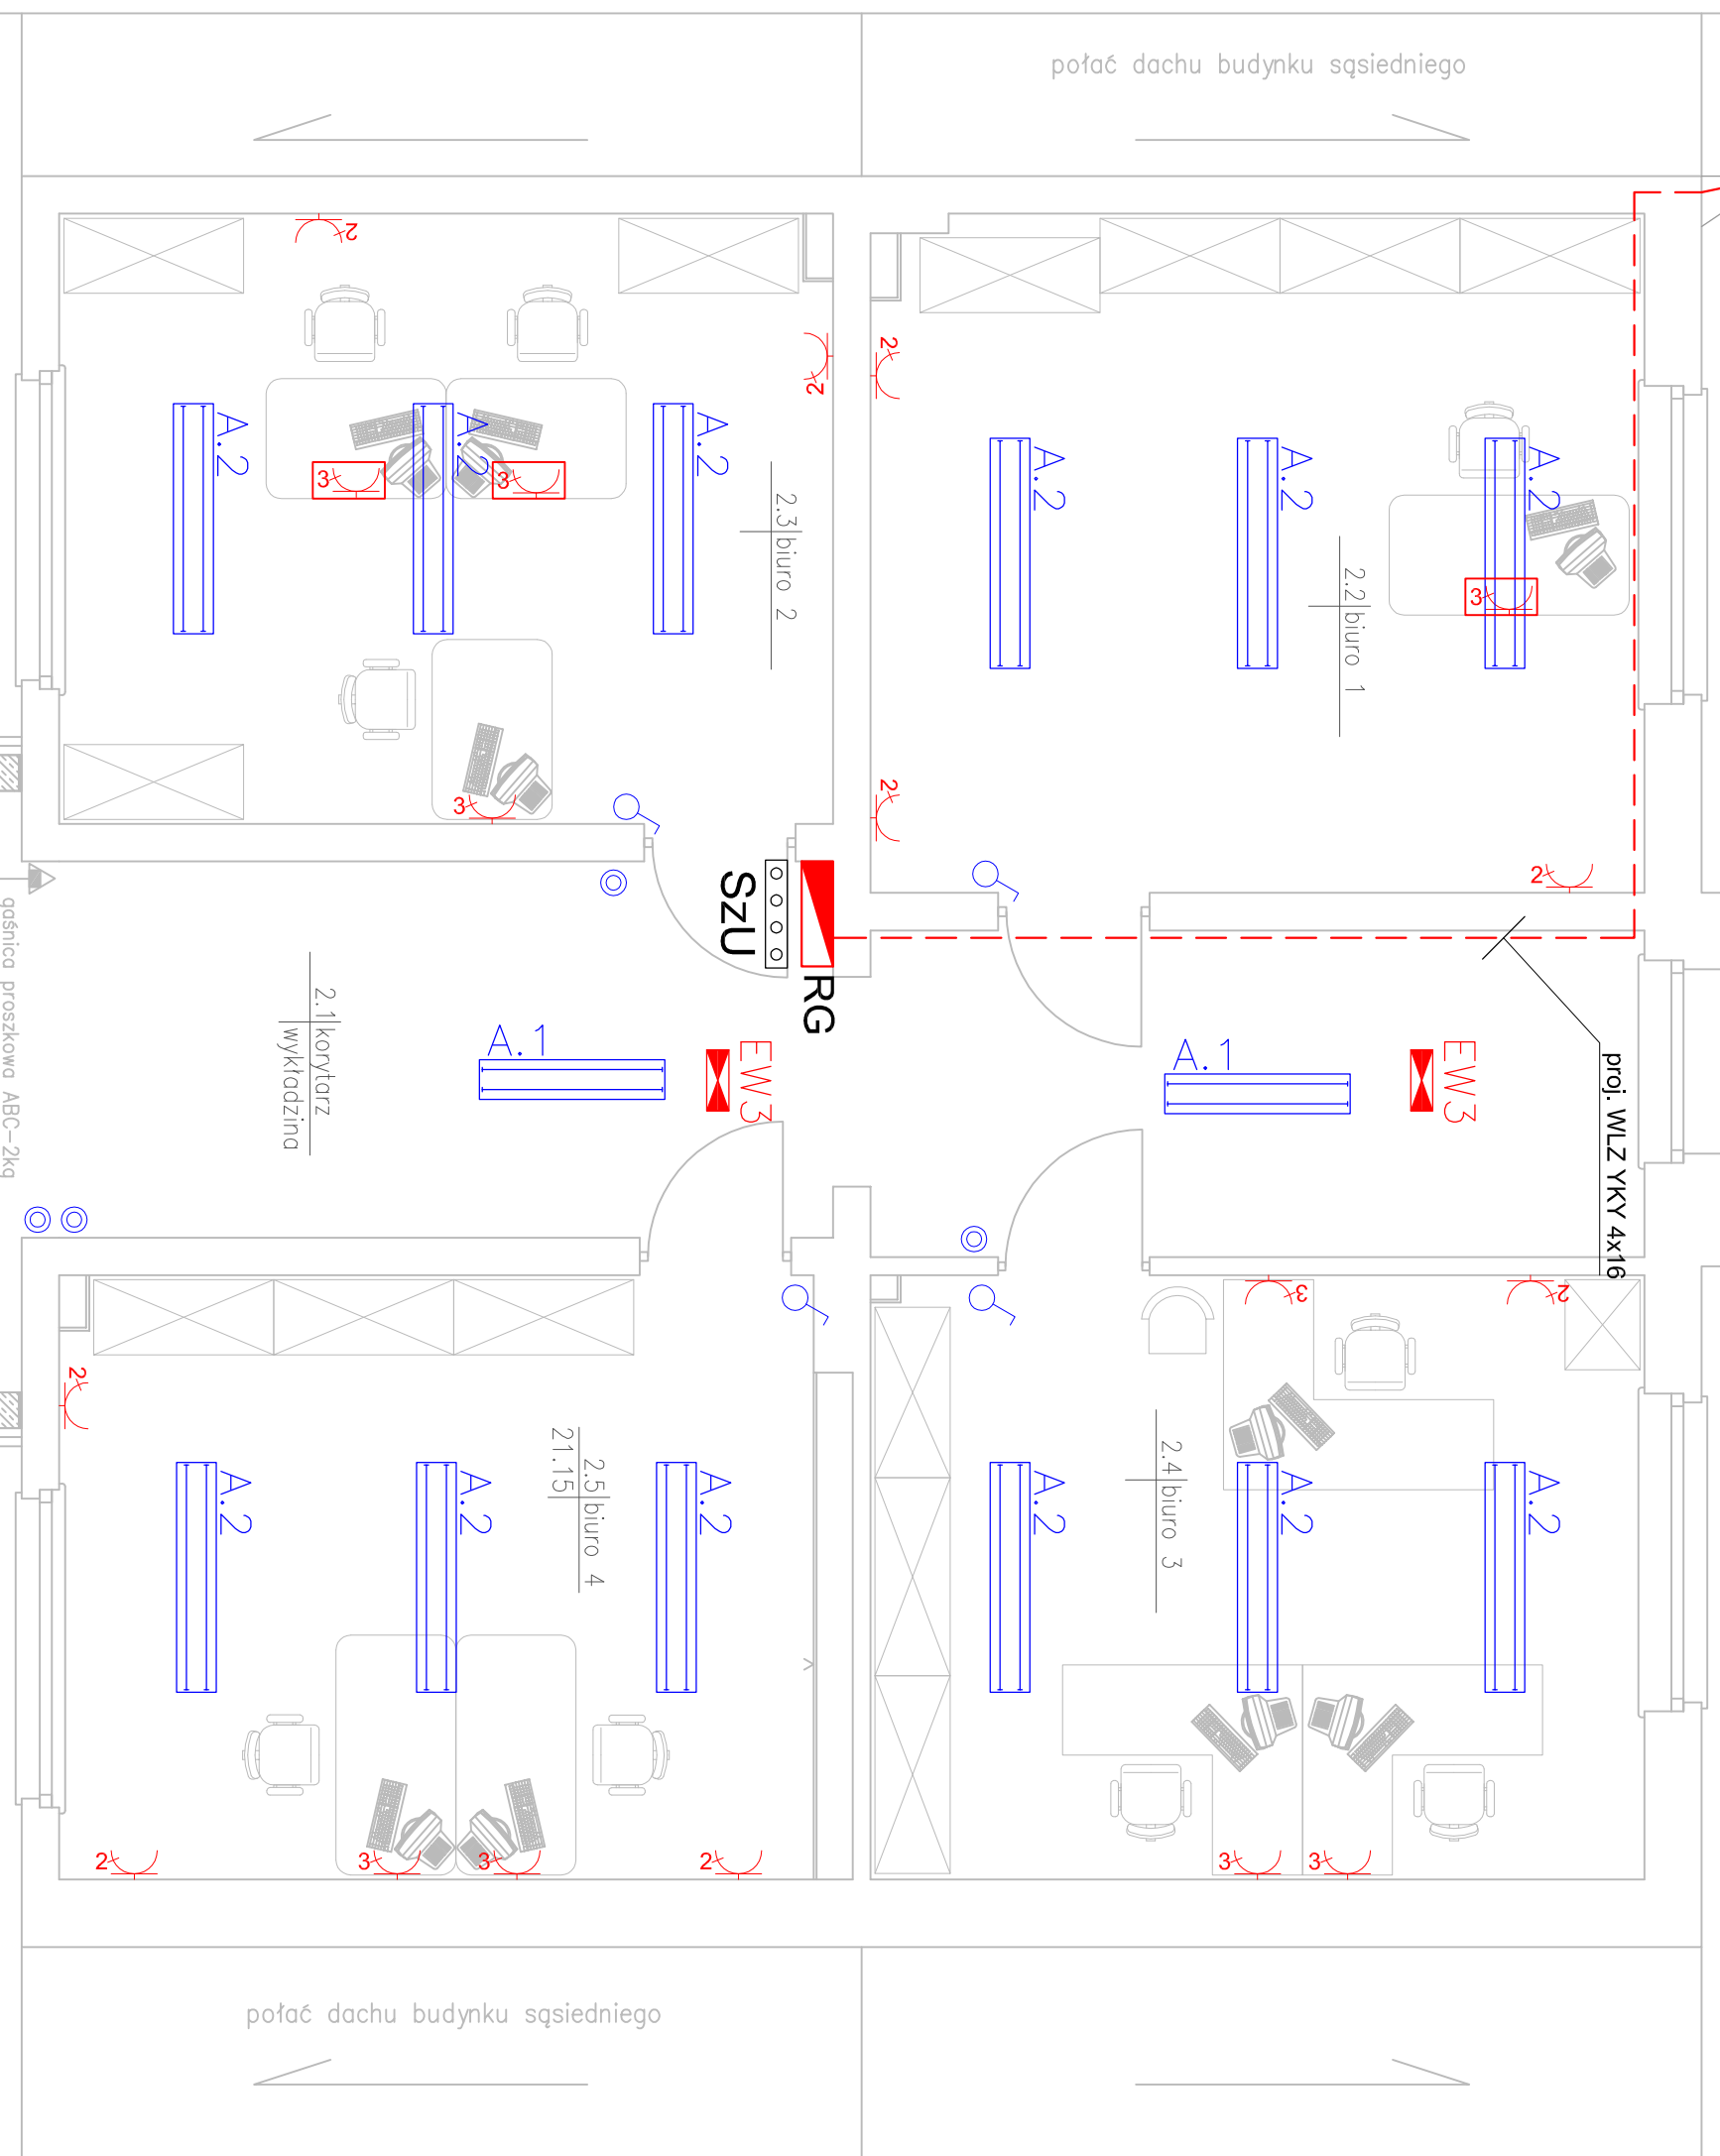 połać dachu budynku sąsiedniego
2
2
2
A.2
A.2
A.2
A.2
A.2
A.2
3
3
3
2.3 biuro 2
2.2 biuro 1
2
3
2
SzU
RG
gaśnica proszkowa ABC-2kg
2.1 korytarz
wykładzina
A.1
EW3
A.1
EW3
proj. WLZ YKY 4x16
3
2
2
2.5 biuro 4
21.15
2.4 biuro 3
A.2
A.2
A.2
A.2
A.2
A.2
2
3
3
2
3
3
połać dachu budynku sąsiedniego